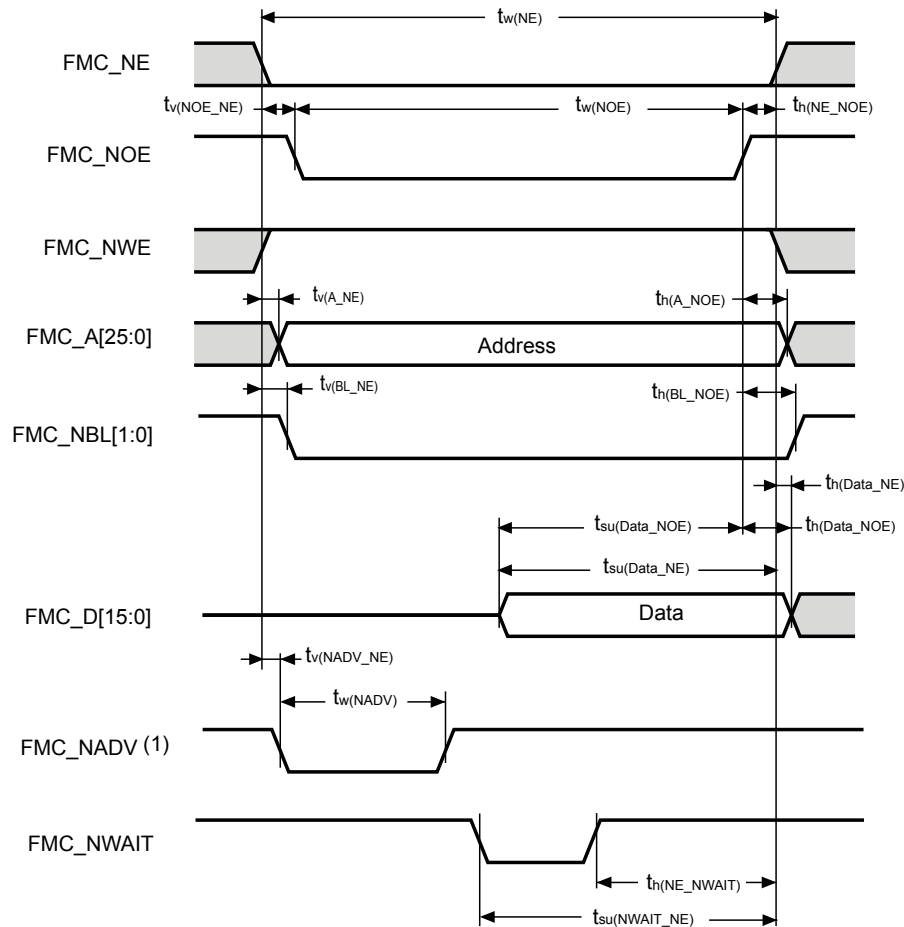 tw(NE)
FMC_NE
tv(NOE_NE)
tw(NOE)
th(NE_NOE)
FMC_NOE
FMC_NWE
tv(A_NE)
th(A_NOE)
FMC_A[25:0]
Address
tv(BL_NE)
th(BL_NOE)
FMC_NBL[1:0]
th(Data_NE)
tsu(Data_NOE)
th(Data_NOE)
tsu(Data_NE)
FMC_D[15:0]
Data
tv(NADV_NE)
tw(NADV)
FMC_NADV (1)
FMC_NWAIT
th(NE_NWAIT)
tsu(NWAIT_NE)